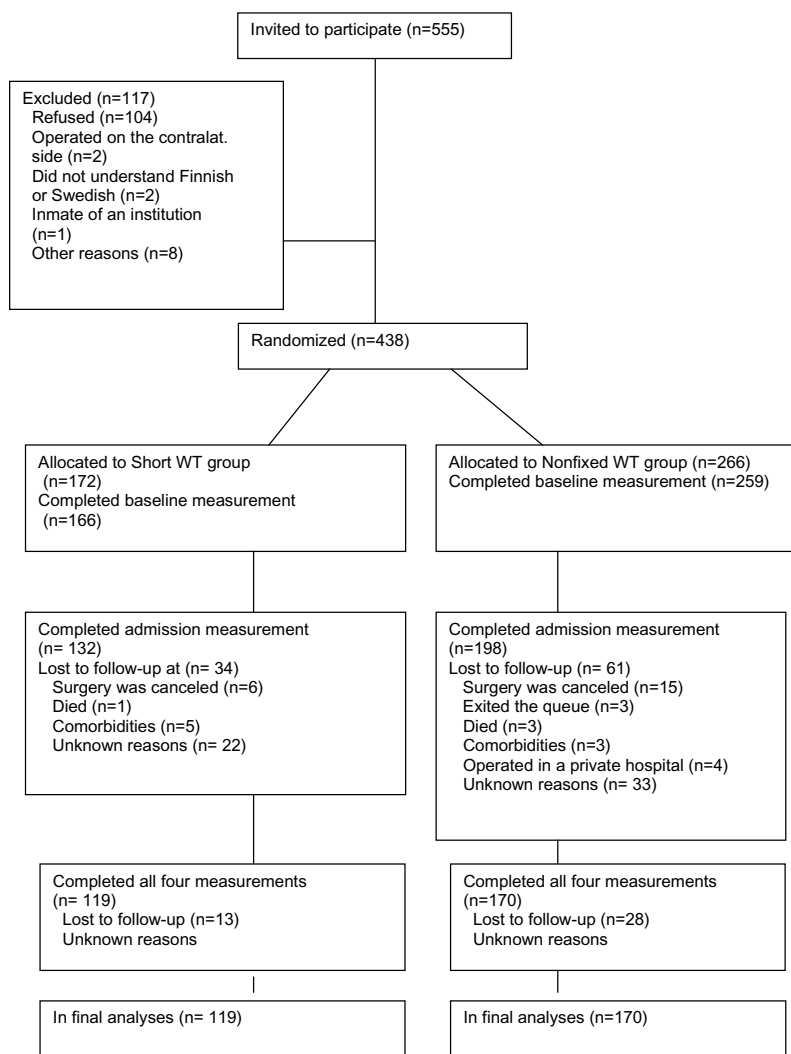 Invited to participate (n=555)
Excluded (n=117)
Refused (n=104)
Operated on the contralat.
side (n=2)
Did not understand Finnish
or Swedish (n=2)
Inmate of an institution
(n=1)
Other reasons (n=8)
Randomized (n=438)
Allocated to Short WT group
(n=172)
Completed baseline measurement
(n=166)
Allocated to Nonfixed WT group (n=266)
Completed baseline measurement (n=259)
Completed admission measurement
(n= 132)
Lost to follow-up at (n= 34)
Surgery was canceled (n=6)
Died (n=1)
Comorbidities (n=5)
Unknown reasons (n= 22)
Completed admission measurement
(n=198)
Lost to follow-up (n= 61)
Surgery was canceled (n=15)
Exited the queue (n=3)
Died (n=3)
Comorbidities (n=3)
Operated in a private hospital (n=4)
Unknown reasons (n= 33)
Completed all four measurements
(n= 119)
Lost to follow-up (n=13)
Unknown reasons
Completed all four measurements
(n=170)
Lost to follow-up (n=28)
Unknown reasons
In final analyses (n= 119)
In final analyses (n=170)